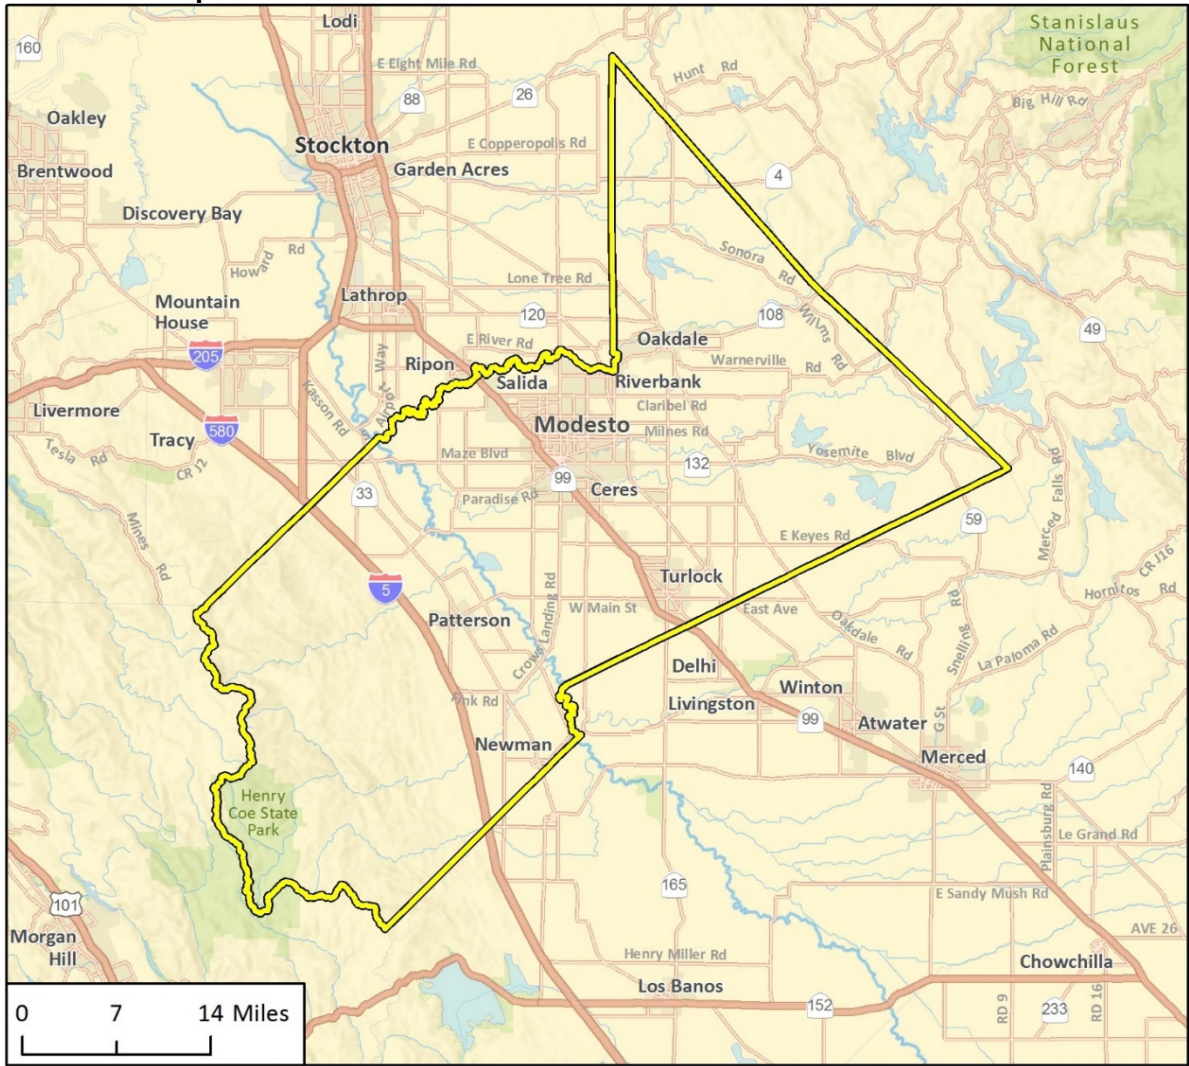 Lodi
Stanislaus
National
Forest
160
E Eight Mile Rd
Hunt Rd
88
26
Big Hill Rd
Oakley
Stockton
E Copperopolis Rd
Brentwood
Garden Acres
4
Discovery Bay
Howard Rd
Sonora Rd
Lone Tree Rd
Mountain
House
Lathrop
120
108
Wilms Rd
49
E River Rd
Oakdale
205
Ripon
Airport Way
Warnerville Rd
Salida
Riverbank
Livermore
Kasson Rd
Claribel Rd
580
Modesto
Milnes Rd
Tracy
Tesla Rd
CR J2
Maze Blvd
132
Yosemite Blvd
Merced Falls Rd
33
99
Paradise Rd
Ceres
59
Mines Rd
E Keyes Rd
CR J16
5
Turlock
Hornitos Rd
W Main St
East Ave
Patterson
Crows Landing Rd
Oakdale Rd
Snelling Rd
La Paloma Rd
Delhi
Fink Rd
Winton
Livingston
99
Atwater
G St
Newman
Merced
140
Henry
Coe State
Park
Plainsburg Rd
Le Grand Rd
165
E Sandy Mush Rd
101
Morgan
Hill
AVE 26
Henry Miller Rd
Chowchilla
Los Banos
152
RD 9
233
RD 16
0 7 14 Miles